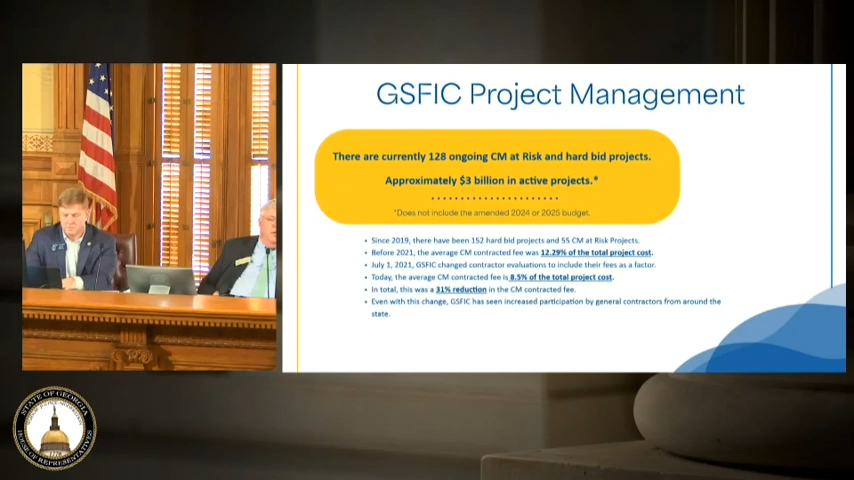 GSFIC Project Management
There are currently 128 ongoing CM at Risk and hard bid projects.
Approximately $3 billion in active projects.*
*Does not include the amended 2024 or 2025 budget.
• Since 2019, there have been 152 hard bid projects and 55 CM at Risk Projects.
• Before 2021, the average CM contracted fee was 12.29% of the total project cost.
• July 1, 2021, GSFIC changed contractor evaluations to include their fees as a factor.
• Today, the average CM contracted fee is 8.5% of the total project cost.
• In total, this was a 31% reduction in the CM contracted fee.
• Even with this change, GSFIC has seen increased participation by general contractors from around the
state.
STATE OF GEORGIA
HOUSE OF REPRESENTATIVES